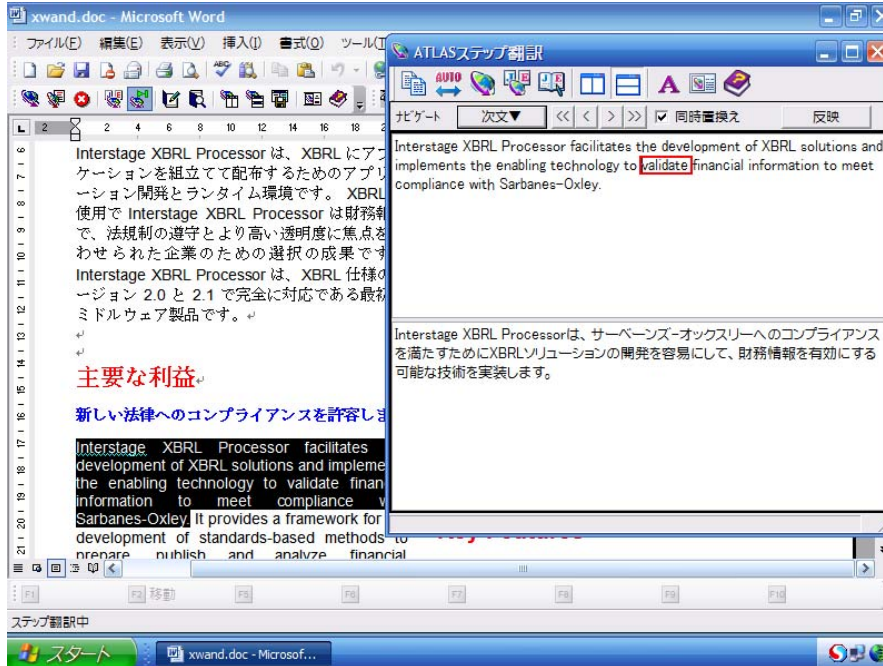 xwand.doc - Microsoft Word
ファイル(F) 編集(E) 表示(V) 挿入(I) 書式(O) ツール(T
ATLASステップ翻訳
AUTO
ナビゲート 次文▼ << < > >> 同時置換え 反映
L 2 2 4 6 8 10 12 14 16 18 2
Interstage XBRL Processor は、XBRL にアプ
ケーションを組立てて配布するためのアプリ
ーション開発とランタイム環境です。 XBRL
使用で Interstage XBRL Processor は財務報
で、法規制の遵守とより高い透明度に焦点を
わせられた企業のための選択の成果です
Interstage XBRL Processor は、XBRL 仕様の
ージョン 2.0 と 2.1 で完全に対応である最初
ミドルウェア製品です。
主要な利益
新しい法律へのコンプライアンスを許容しま
Interstage XBRL Processor facilitates
development of XBRL solutions and impleme
the enabling technology to validate finan
information to meet compliance w
Sarbanes-Oxley. It provides a framework for
development of standards-based methods to
prepare, publish and analyze financial
Interstage XBRL Processor facilitates the development of XBRL solutions and
implements the enabling technology to validate financial information to meet
compliance with Sarbanes-Oxley.
Interstage XBRL Processorは、サーベーンズ-オックスリーへのコンプライアンス
を満たすためにXBRLソリューションの開発を容易にして、財務情報を有効にする
可能な技術を実装します。
Key Features
F1 F2 移動 F5 F6 F7 F8 F9 F10
ステップ翻訳中
スタート xwand.doc - Microsof...